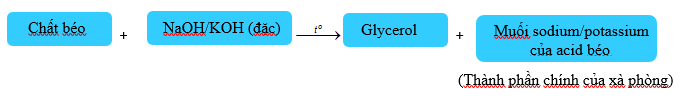 Chất béo + NaOH/KOH (đặc) t° → Glycerol + Muối sodium/potassium
của acid béo
(Thành phần chính của xà phòng)